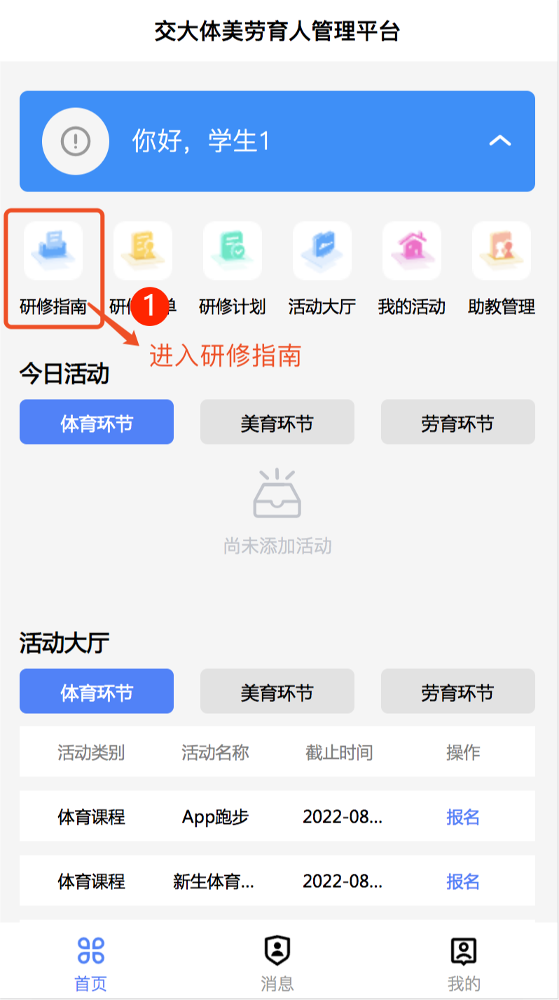 交大体美劳育人管理平台
你好，学生1
研修指南 研修 单 研修计划 活动大厅 我的活动 助教管理
1
进入研修指南
今日活动
体育环节 美育环节 劳育环节
尚未添加活动
活动大厅
体育环节 美育环节 劳育环节
活动类别 活动名称 截止时间 操作
体育课程 App跑步 2022-08... 报名
体育课程 新生体育... 2022-08... 报名
首页 消息 我的